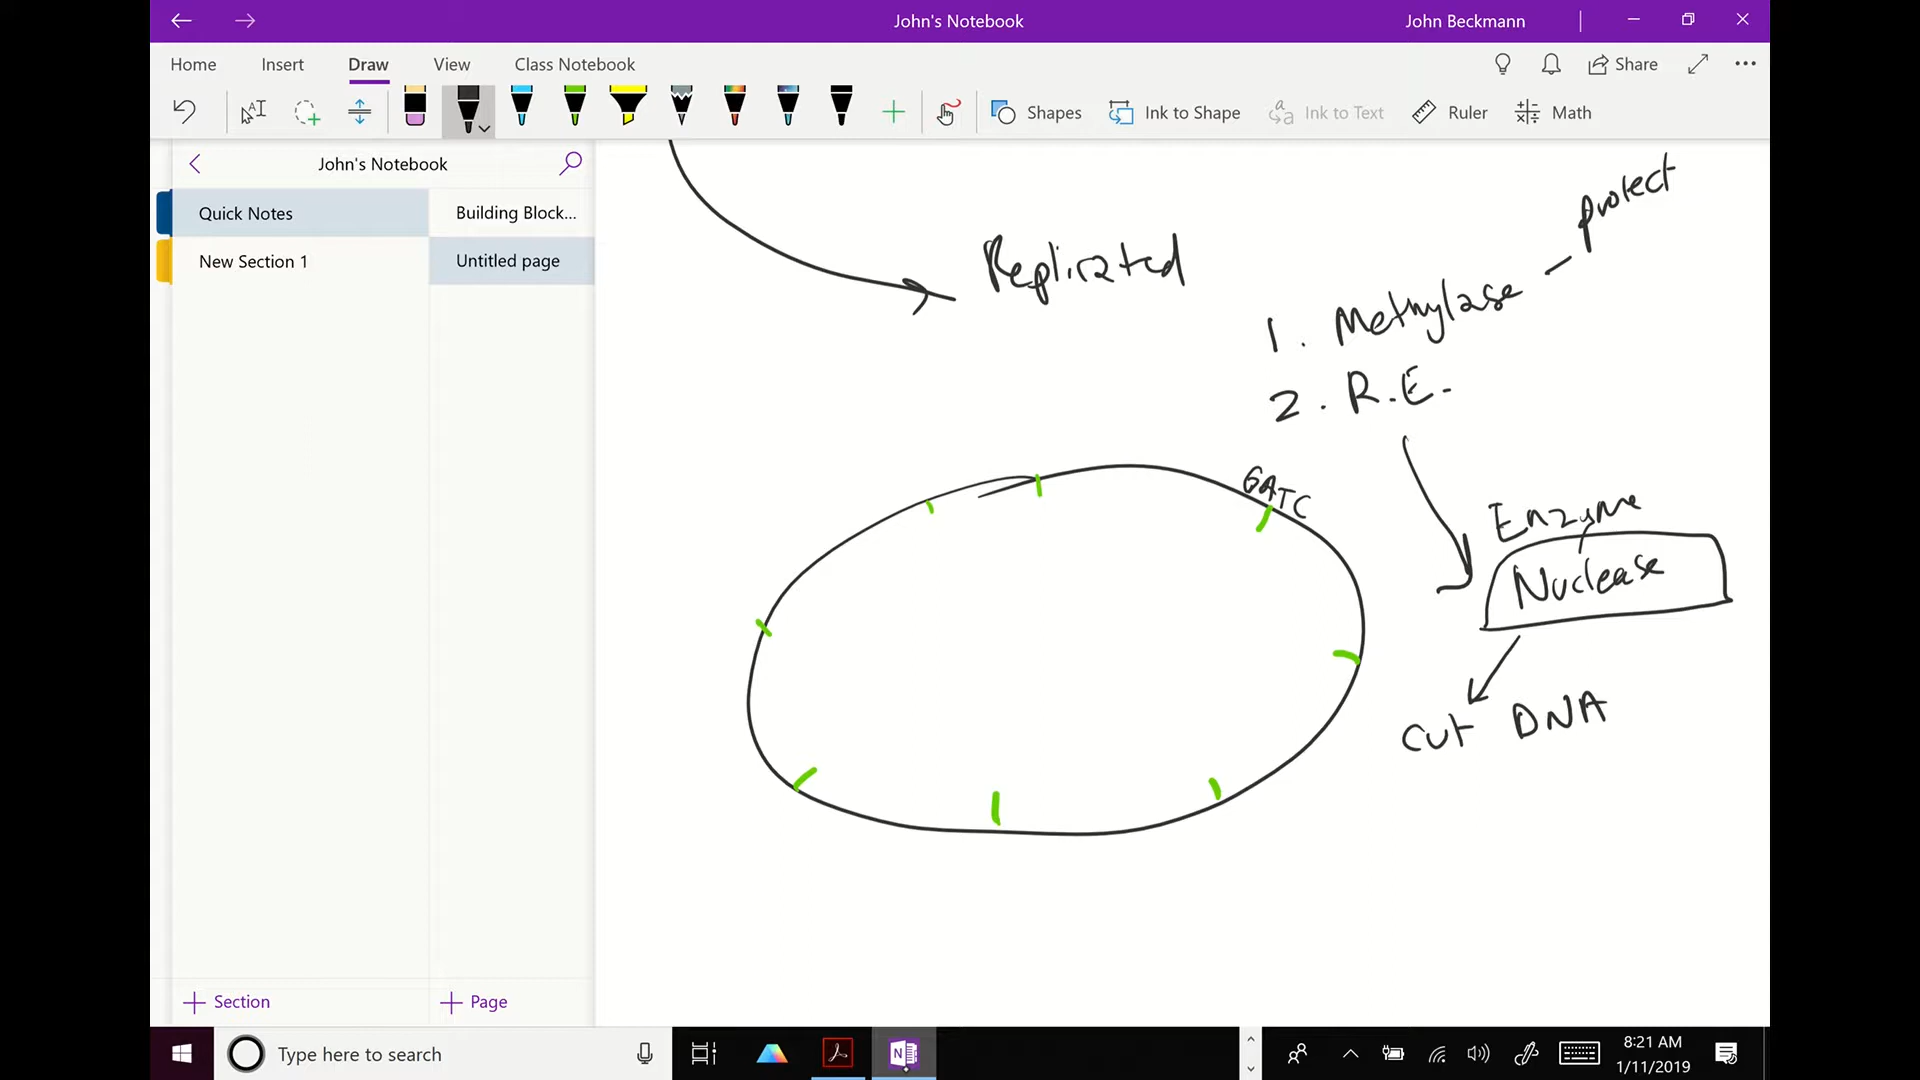 John's Notebook
John Beckmann
Home Insert Draw View Class Notebook
Share
Shapes Ink to Shape Ink to Text Ruler Math
John's Notebook
Quick Notes
New Section 1
Building Block...
Untitled page
Replicated
1. Methylase - protect
2. R.E.
GATC
Enzyme
Nuclease
cut DNA
Section
Page
Type here to search
8:21 AM
1/11/2019